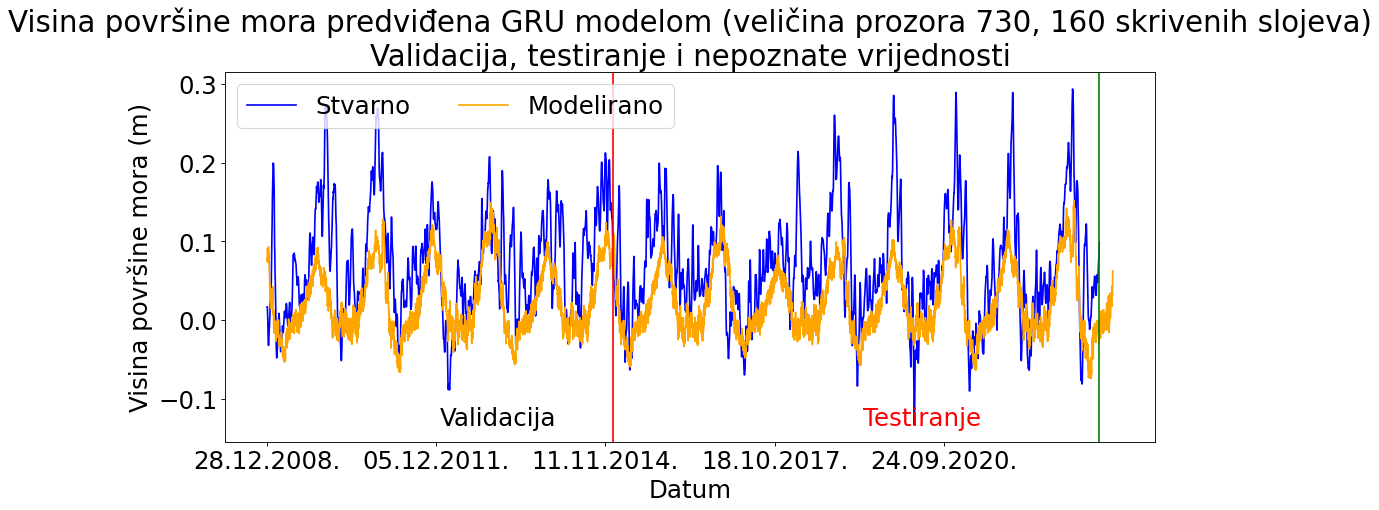 Visina površine mora predviđena GRU modelom (veličina prozora 730, 160 skrivenih slojeva)
Validacija, testiranje i nepoznate vrijednosti
Stvarno
Modelirano
Visina površine mora (m)
0.3
0.2
0.1
0.0
−0.1
Validacija
Testiranje
28.12.2008.
05.12.2011.
11.11.2014.
18.10.2017.
24.09.2020.
Datum